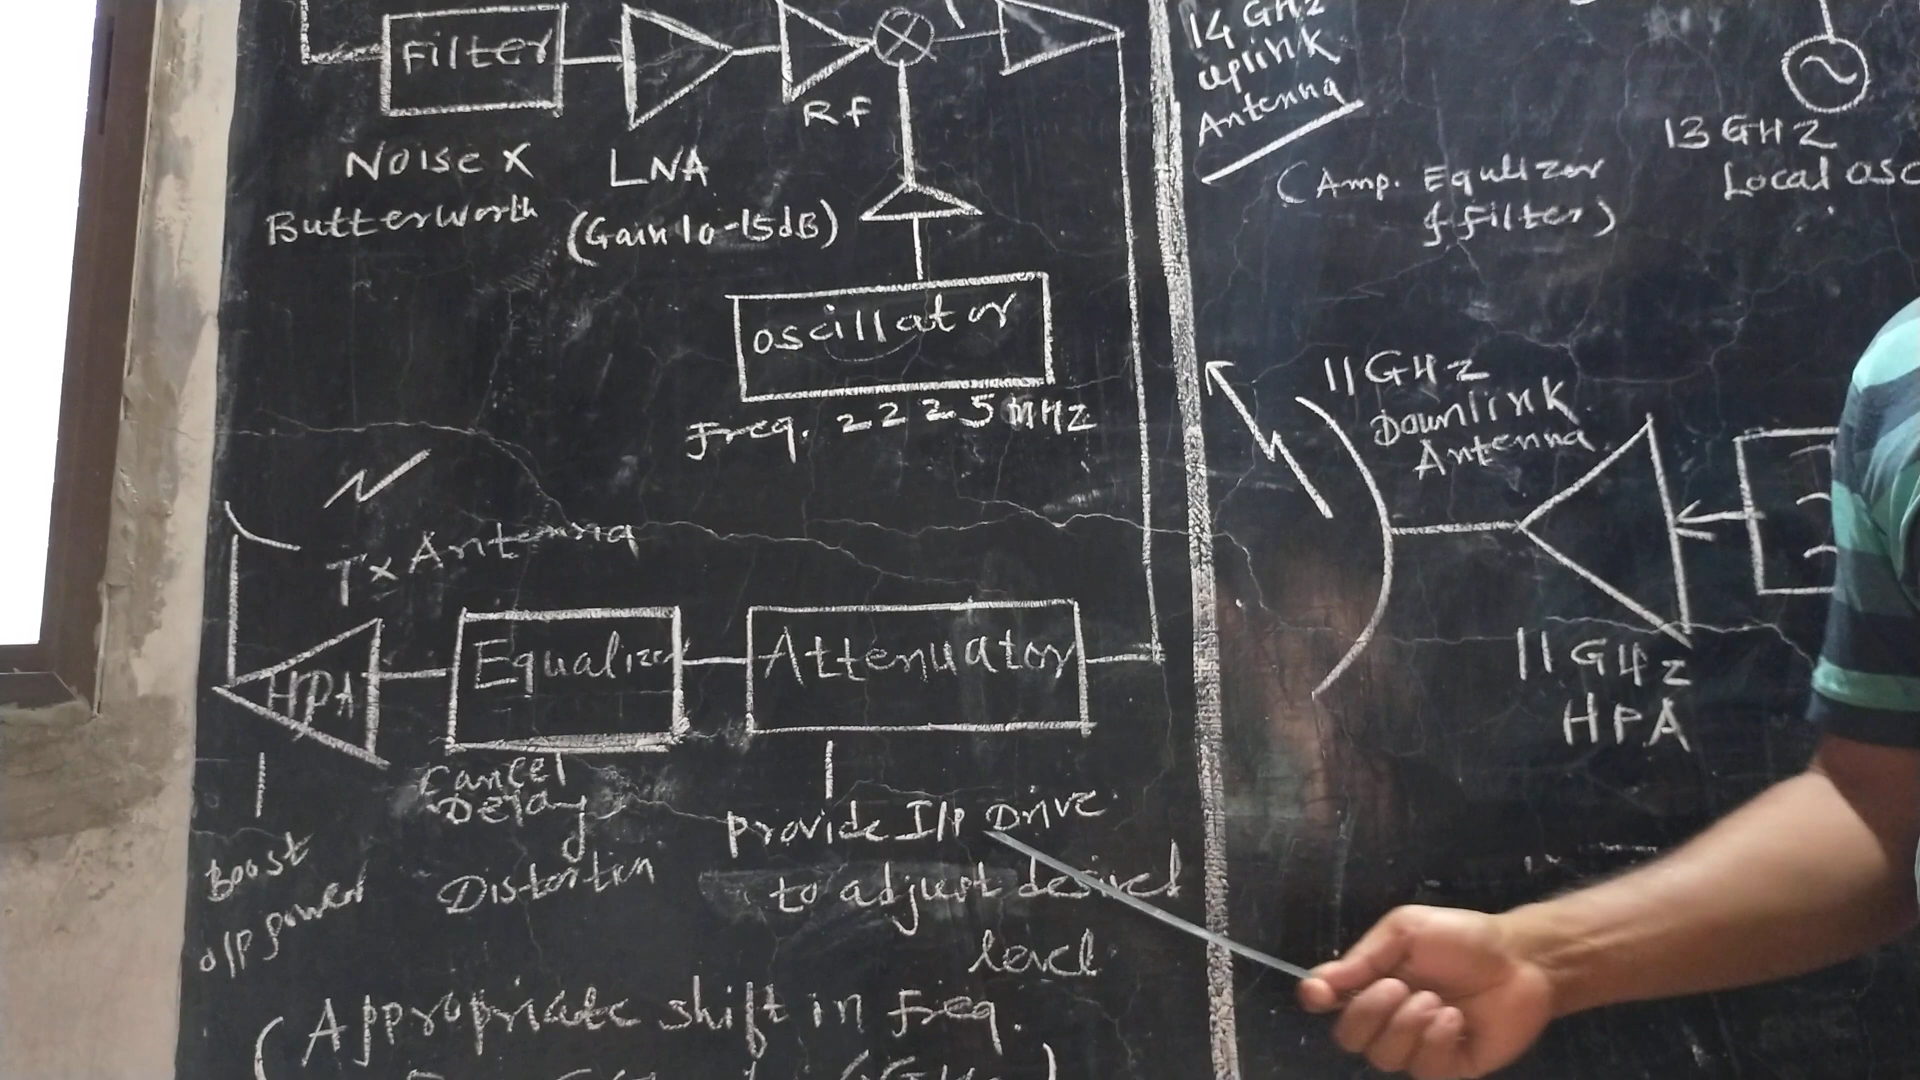 Filter
Noise X
Butterworth
LNA
(Gain 10-15dB)
RF
oscillator
Freq. 2225 MHz
Tx Antenna
HPA
Equalizer
Attenuator
Boost
o/p power
Cancel
Delay
Distortion
Provide I/p Drive
to adjust desired
level
(Appropriate shift in freq.
14 GHz
uplink
Antenna
(Amp. Equlizer
& filter)
13 GHz
Local osc
11 GHz
Downlink
Antenna
11 GHz
HPA